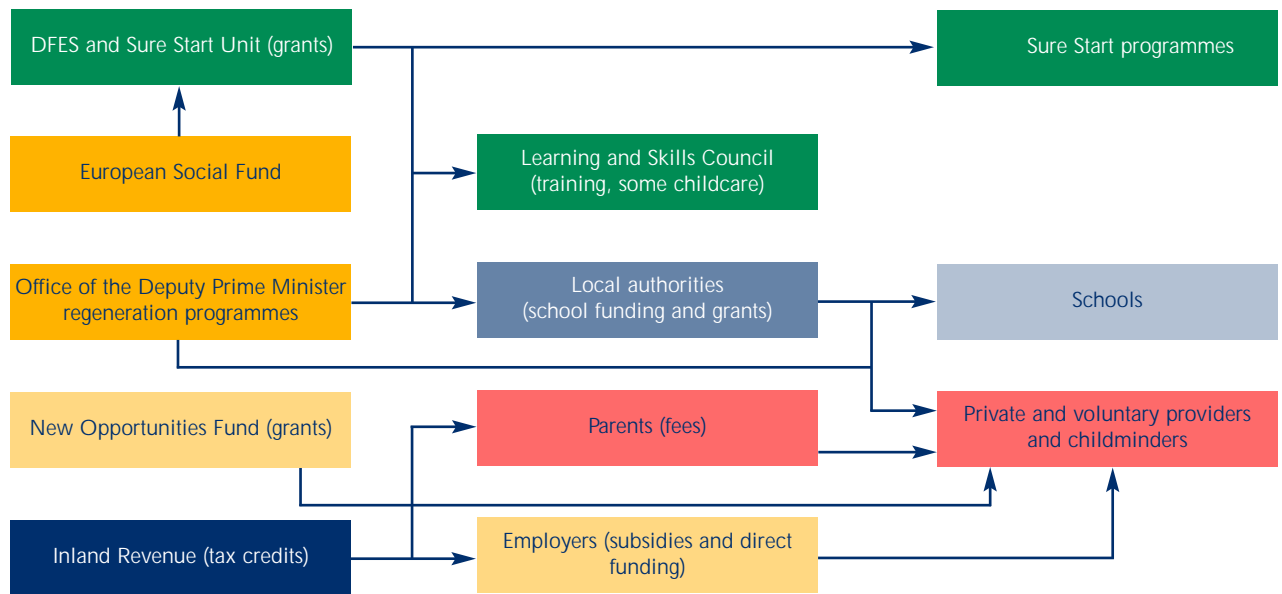 DFES and Sure Start Unit (grants)
Sure Start programmes
European Social Fund
Learning and Skills Council
(training, some childcare)
Office of the Deputy Prime Minister
regeneration programmes
Local authorities
(school funding and grants)
Schools
New Opportunities Fund (grants)
Parents (fees)
Private and voluntary providers
and childminders
Inland Revenue (tax credits)
Employers (subsidies and direct
funding)